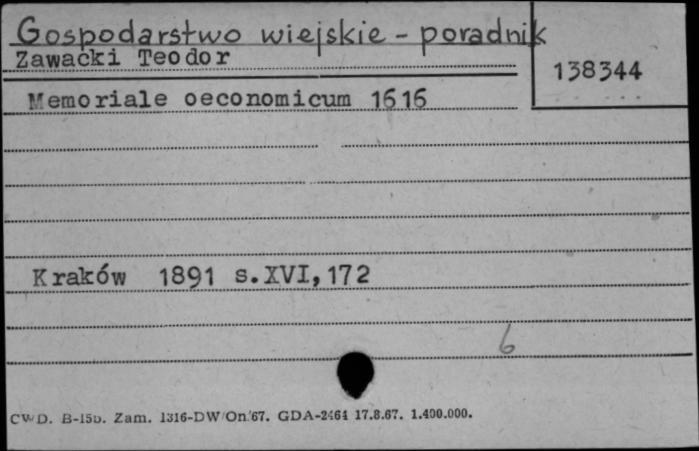 Gospodarstwo wiejskie - poradnik
Zawacki Teodor
138344
Memoriale oeconomicum 1616
Kraków 1891 s.XVI,172
6
CWD. B-15b. Zam. 1316-DW/On/67. GDA-2464 17.8.67. 1.400.000.